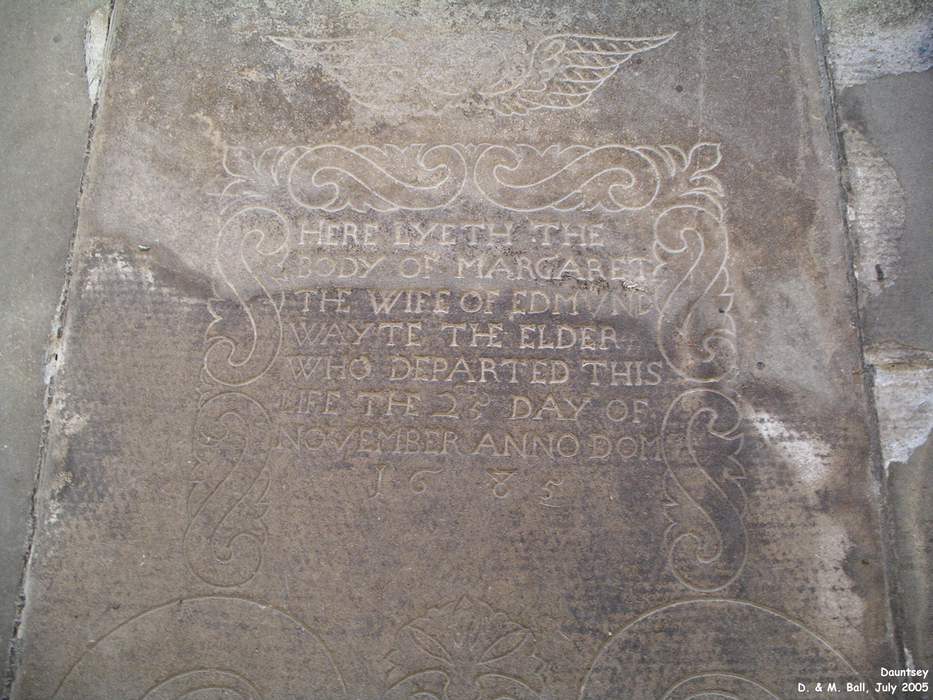 HERE LYETH THE
BODY OF MARGARET
THE WIFE OF EDMVND
WAYTE THE ELDER
WHO DEPARTED THIS
LIFE THE DAY OF
NOVEMBER ANNO DOM
1685
Dauntsey
D. & M. Ball, July 2005